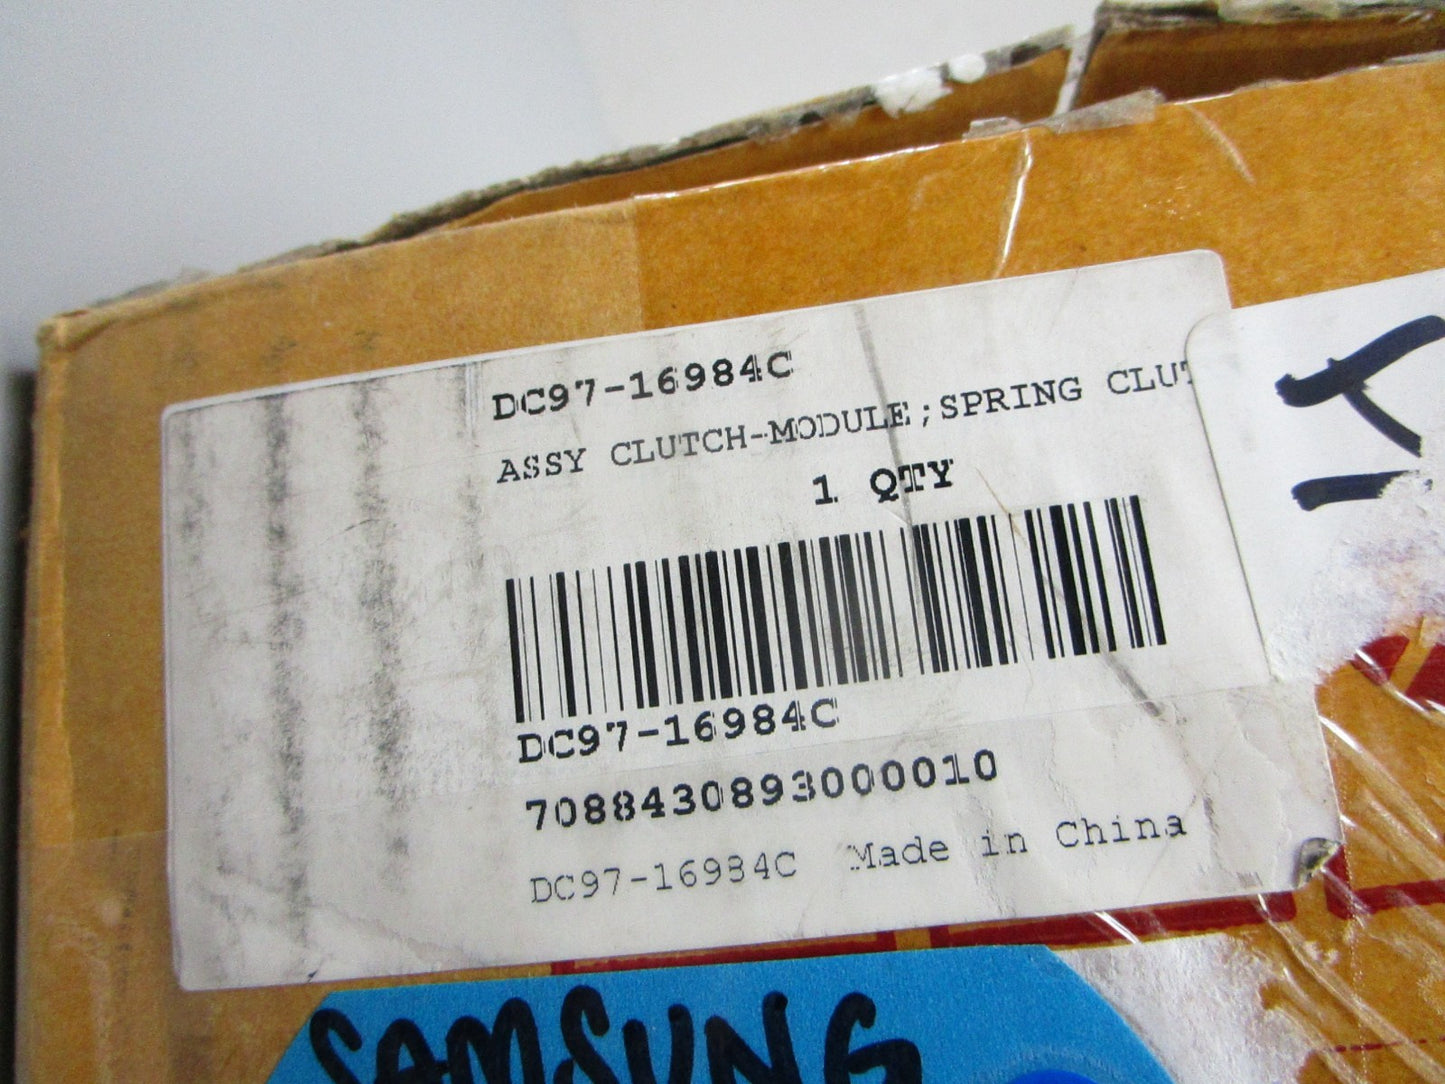 DC97-16984C
ASSY CLUTCH-MODULE;SPRING CLUT
1 QTY
DC97-16984C
7088430893000010
DC97-16984C Made in China
SAMSUNG